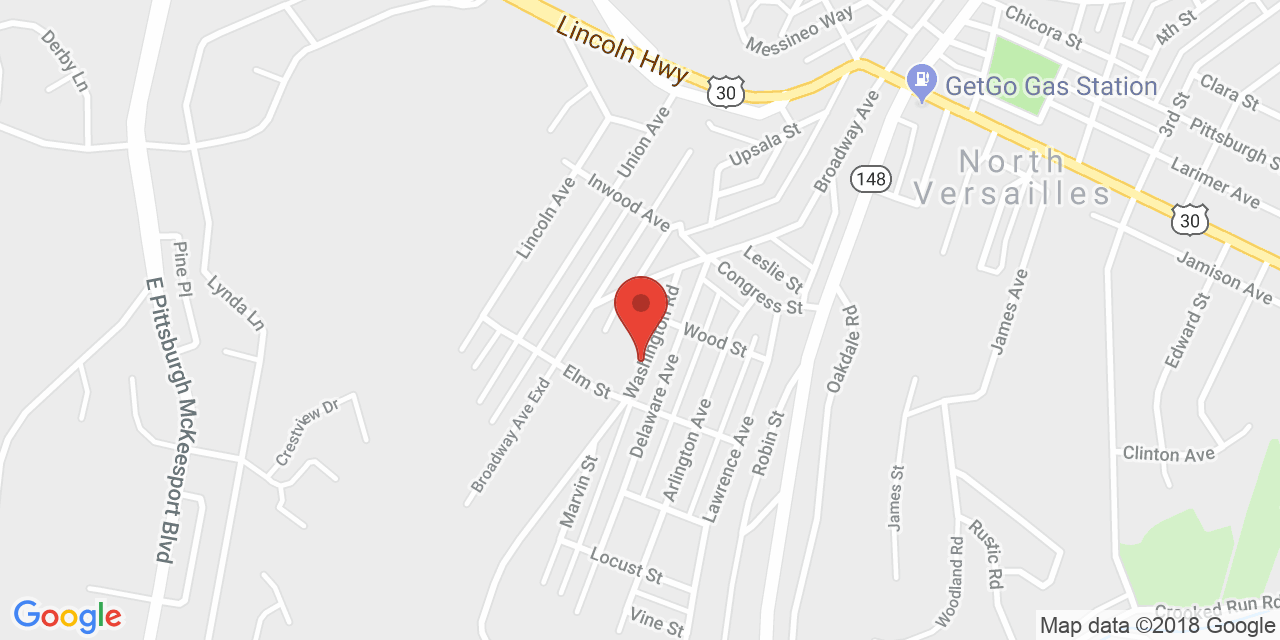 Derby Ln
Lincoln Hwy
30
Messineo Way
Chicora St
4th St
GetGo Gas Station
Clara St
3rd St
Pittsburgh S
Union Ave
Upsala St
Broadway Ave
148
North
Versailles
Larimer Ave
30
Inwood Ave
Lincoln Ave
Jamison Ave
Pine Pl
Lynda Ln
E Pittsburgh McKeesport Blvd
Leslie St
Congress St
Washington Rd
Wood St
Oakdale Rd
James Ave
Edward St
Elm St
Delaware Ave
Broadway Ave Exd
Crestview Dr
Arlington Ave
Lawrence Ave
Robin St
Clinton Ave
Marvin St
James St
Locust St
Rustic Rd
Woodland Rd
Vine St
Crooked Run Rd
Google
Map data ©2018 Google